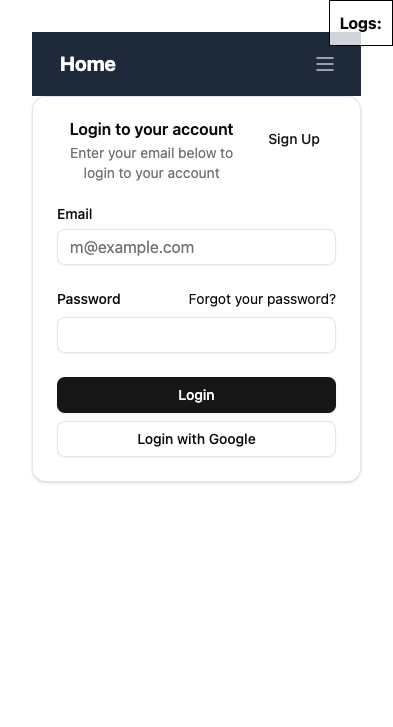 Logs:
Home
Login to your account
Sign Up
Enter your email below to
login to your account
Email
m@example.com
Password
Forgot your password?
Login
Login with Google